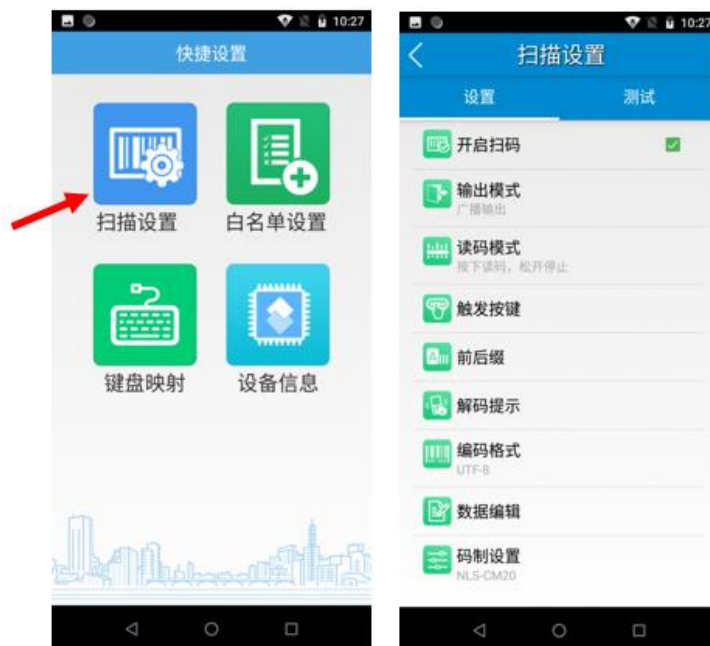 10:27
快捷设置
扫描设置
白名单设置
键盘映射
设备信息
10:27
扫描设置
设置
测试
开启扫码
输出模式
广播输出
读码模式
按下读码，松开停止
触发按键
前后缀
解码提示
编码格式
UTF-8
数据编辑
码制设置
NLS-CM20